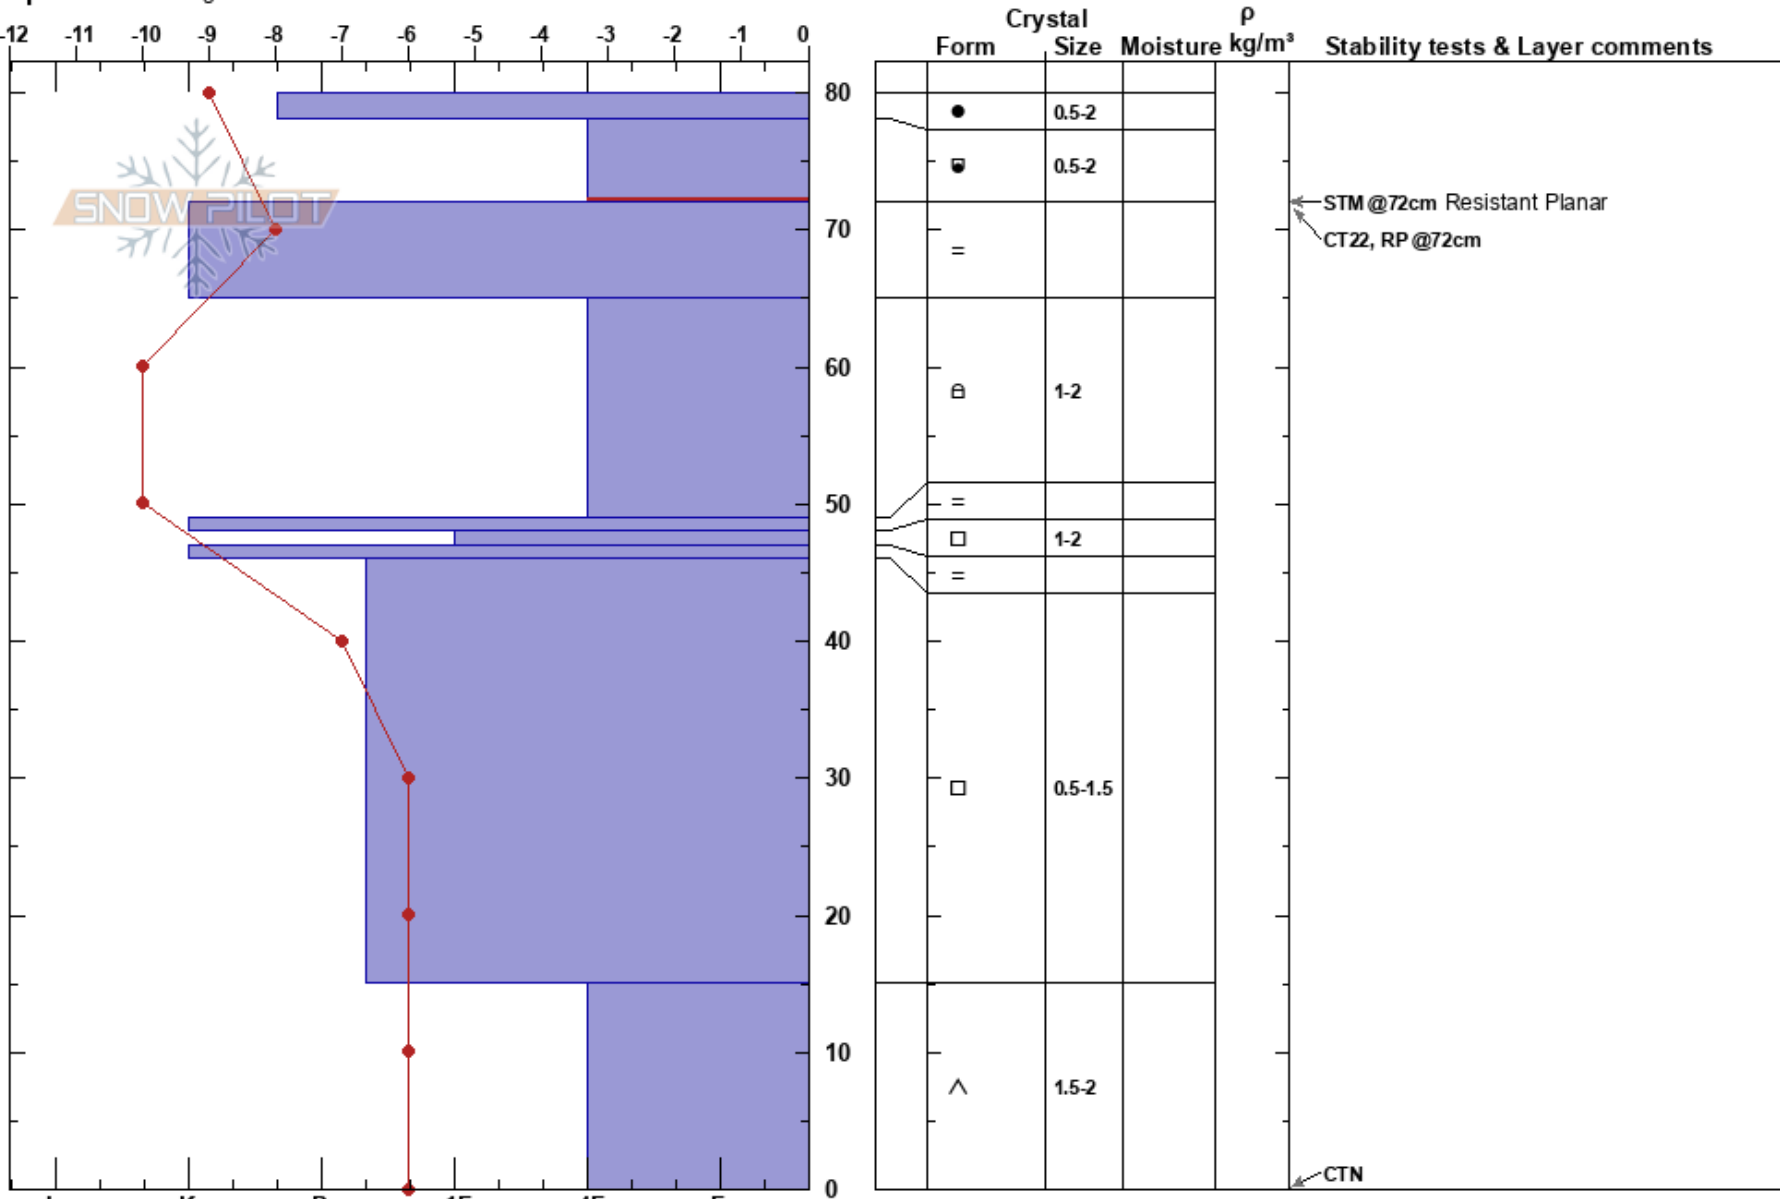 -12 -11 -10 -9 -8 -7 -6 -5 -4 -3 -2 -1 0
Crystal
Form Size Moisture ρ kg/m³ Stability tests & Layer comments
80
0.5-2
0.5-2
SNOW PILOT
STM @72cm Resistant Planar
70
CT22, RP @72cm
=
60
1-2
50
=
1-2
=
40
30
0.5-1.5
20
10
1.5-2
CTN
0